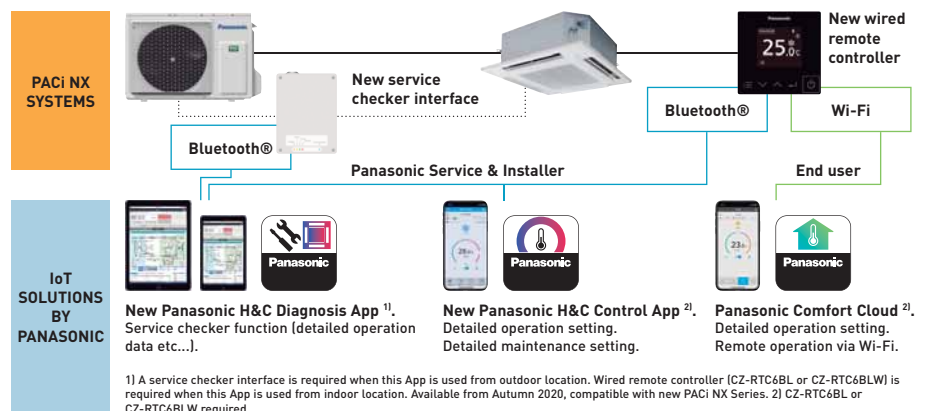 PACi NX
SYSTEMS
Panasonic
New service
checker interface
Panasonic
25.0c
New wired
remote
controller
Bluetooth®
Bluetooth®
Wi-Fi
Panasonic Service & Installer
End user
IoT
SOLUTIONS
BY
PANASONIC
Panasonic
Panasonic
Panasonic
New Panasonic H&C Diagnosis App 1).
Service checker function (detailed operation
data etc...).
New Panasonic H&C Control App 2).
Detailed operation setting.
Detailed maintenance setting.
Panasonic Comfort Cloud 2).
Detailed operation setting.
Remote operation via Wi-Fi.
1) A service checker interface is required when this App is used from outdoor location. Wired remote controller (CZ-RTC6BL or CZ-RTC6BLW) is
required when this App is used from indoor location. Available from Autumn 2020, compatible with new PACi NX Series. 2) CZ-RTC6BL or
CZ-RTC6BLW required.